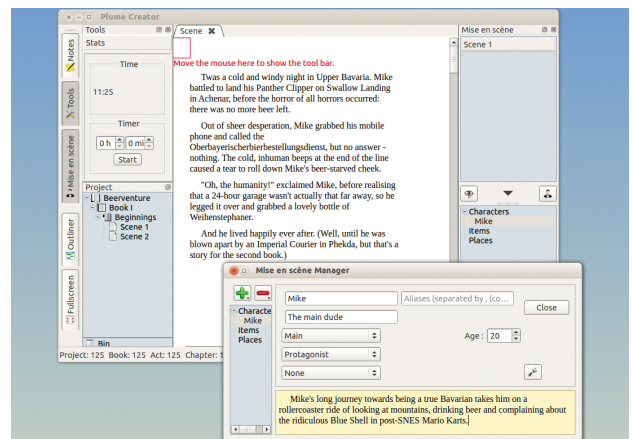 Plume Creator
Tools
Scene
Mise en scène
Notes
Tools
Mise en scène
Outliner
Fullscreen
Stats
Time
11:25
Timer
0 h
0 mi
Start
Project
Beerventure
Book I
Beginnings
Scene 1
Scene 2
Bin
Move the mouse here to show the tool bar.
Twas a cold and windy night in Upper Bavaria. Mike
battled to land his Panther Clipper on Swallow Landing
in Achenar, before the horror of all horrors occurred:
there was no more beer left.
Out of sheer desperation, Mike grabbed his mobile
phone and called the
Oberbayerischerbierbestellungsdienst, but no answer -
nothing. The cold, inhuman beeps at the end of the line
caused a tear to roll down Mike's beer-starved cheek.
"Oh, the humanity!" exclaimed Mike, before realising
that a 24-hour garage wasn't actually that far away, so he
legged it over and grabbed a lovely bottle of
Weihenstephaner.
And he lived happily ever after. (Well, until he was
blown apart by an Imperial Courier in Phekda, but that's a
story for the second book.)
Scene 1
Characters
Mike
Items
Places
Project: 125 Book: 125 Act: 125 Chapter: 1
Mise en scène Manager
Characte
Mike
Items
Places
Mike
Aliases (separated by , (co...
Close
The main dude
Main
Age : 20
Protagonist
None
Mike's long journey towards being a true Bavarian takes him on a
rollercoaster ride of looking at mountains, drinking beer and complaining about
the ridiculous Blue Shell in post-SNES Mario Karts.